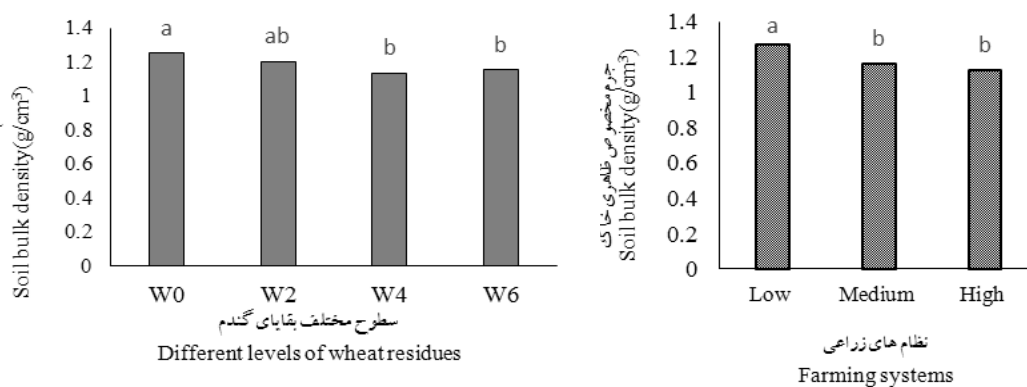 Soil bulk density(g/cm³)
1.4
1.2
1
1.2
0.6
0.4
0.2
0
a
ab
b
b
W0
W2
W4
W6
سطوح مختلف بقایای گندم
Different levels of wheat residues
جرم مخصوص ظاهری خاک
Soil bulk density(g/cm³)
1.4
1.2
1
0.8
0.6
0.4
0.2
0
a
b
b
Low
Medium
High
نظام های زراعی
Farming systems